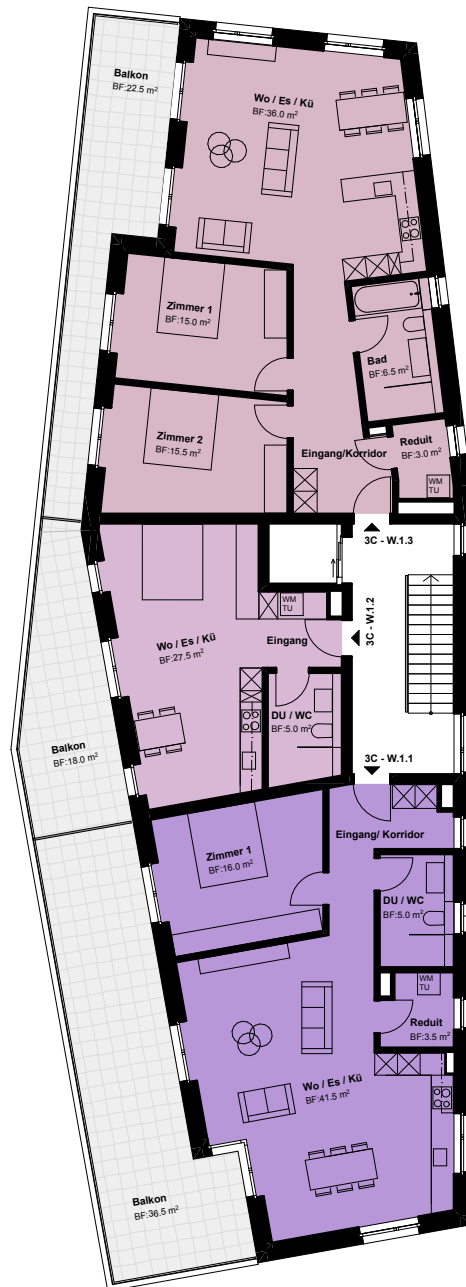 Balkon
BF:22.5 m²
Wo / Es / Kü
BF:36.0 m²
Zimmer 1
BF:15.0 m²
Bad
BF:6.5 m²
Zimmer 2
BF:15.5 m²
Eingang/Korridor
Reduit
BF:3.0 m²
WM
TU
3C - W.1.3
3C - W.1.2
WM
TU
Wo / Es / Kü
BF:27.5 m²
Eingang
DU / WC
BF:5.0 m²
Balkon
BF:18.0 m²
3C - W.1.1
Eingang/ Korridor
Zimmer 1
BF:16.0 m²
DU / WC
BF:5.0 m²
WM
TU
Reduit
BF:3.5 m²
Wo / Es / Kü
BF:41.5 m²
Balkon
BF:36.5 m²